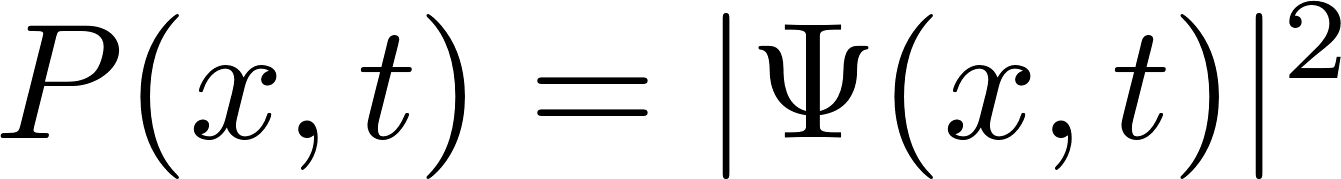 P(x, t) = |Ψ(x, t)|²